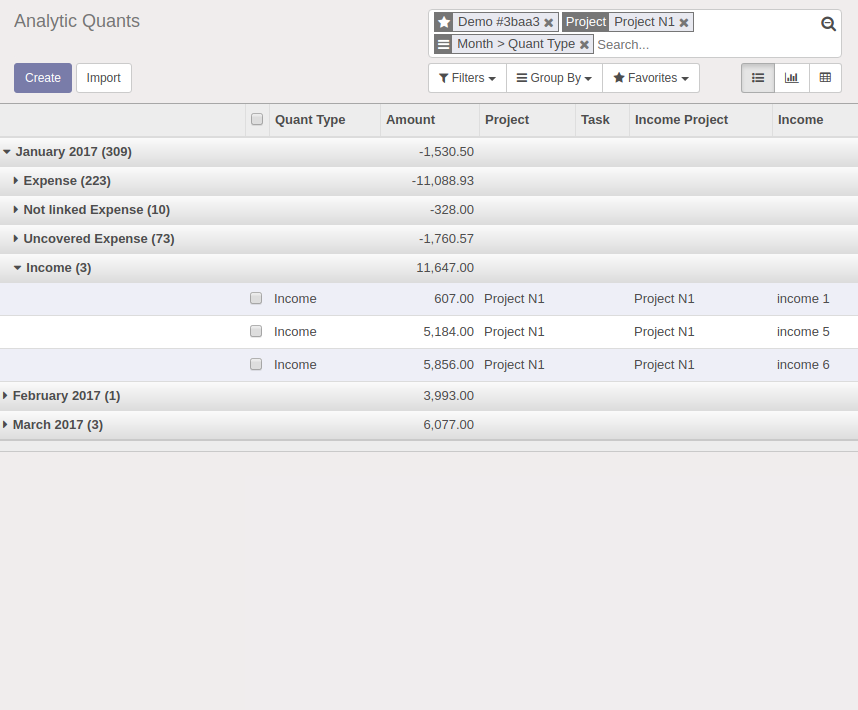 Analytic Quants
Demo #3baa3 Project Project N1
Month > Quant Type Search...
Create Import Filters Group By Favorites
Quant Type Amount Project Task Income Project Income
January 2017 (309) -1,530.50
Expense (223) -11,088.93
Not linked Expense (10) -328.00
Uncovered Expense (73) -1,760.57
Income (3) 11,647.00
Income 607.00 Project N1 Project N1 income 1
Income 5,184.00 Project N1 Project N1 income 5
Income 5,856.00 Project N1 Project N1 income 6
February 2017 (1) 3,993.00
March 2017 (3) 6,077.00